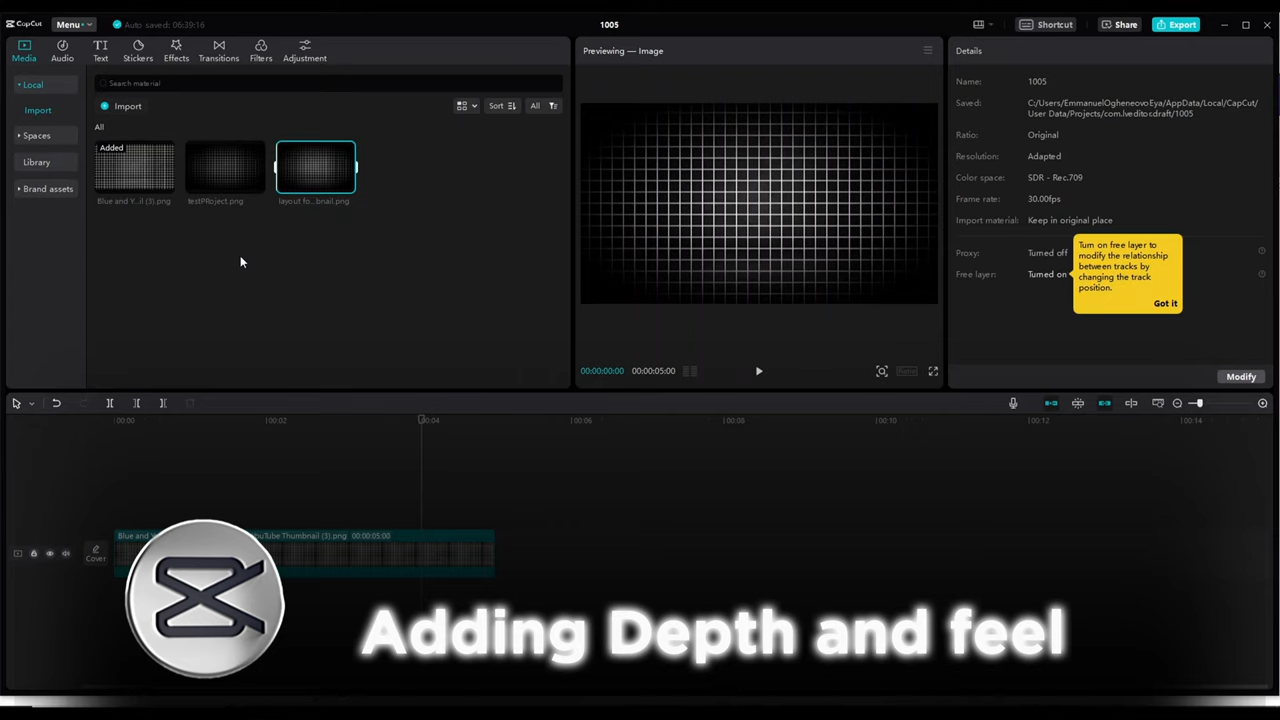 CapCut
Menu
Auto saved: 06:39:16
1005
Shortcut
Share
Export
Media
Audio
Text
Stickers
Effects
Transitions
Filters
Adjustment
Local
Import
Spaces
Library
Brand assets
Search material
Import
Sort
All
All
Added
Blue and Y...il (3).png
testPRoject.png
layout fo...bnail.png
Previewing — Image
00:00:00:00
00:00:05:00
Ratio
Details
Name:
1005
Saved:
C:/Users/EmmanuelOgheneovoEya/AppData/Local/CapCut/
User Data/Projects/com.lveditor.draft/1005
Ratio:
Original
Resolution:
Adapted
Color space:
SDR - Rec.709
Frame rate:
30.00fps
Import material:
Keep in original place
Proxy:
Turned off
Free layer:
Turned on
Turn on free layer to
modify the relationship
between tracks by
changing the track
position.
Got it
Modify
00:00
00:02
00:04
00:06
00:08
00:10
00:12
00:14
Cover
Blue and Y
uTube Thumbnail (3).png
00:00:05:00
Adding Depth and feel